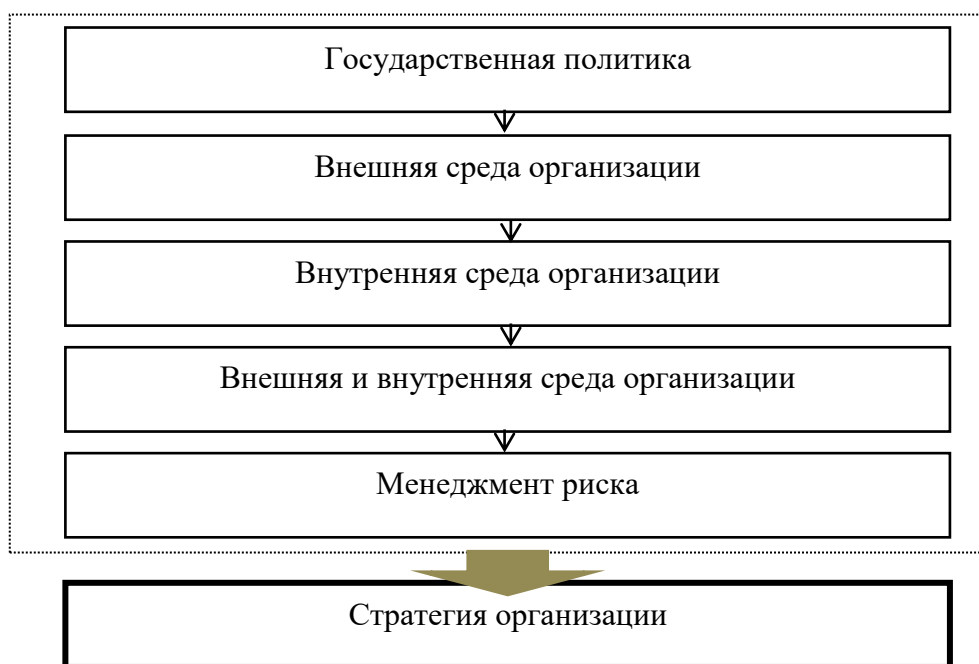 Государственная политика
Внешняя среда организации
Внутренняя среда организации
Внешняя и внутренняя среда организации
Менеджмент риска
Стратегия организации